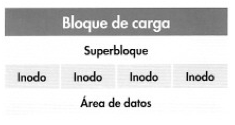 Bloque de carga
Superbloque
Inodo Inodo Inodo Inodo
Área de datos